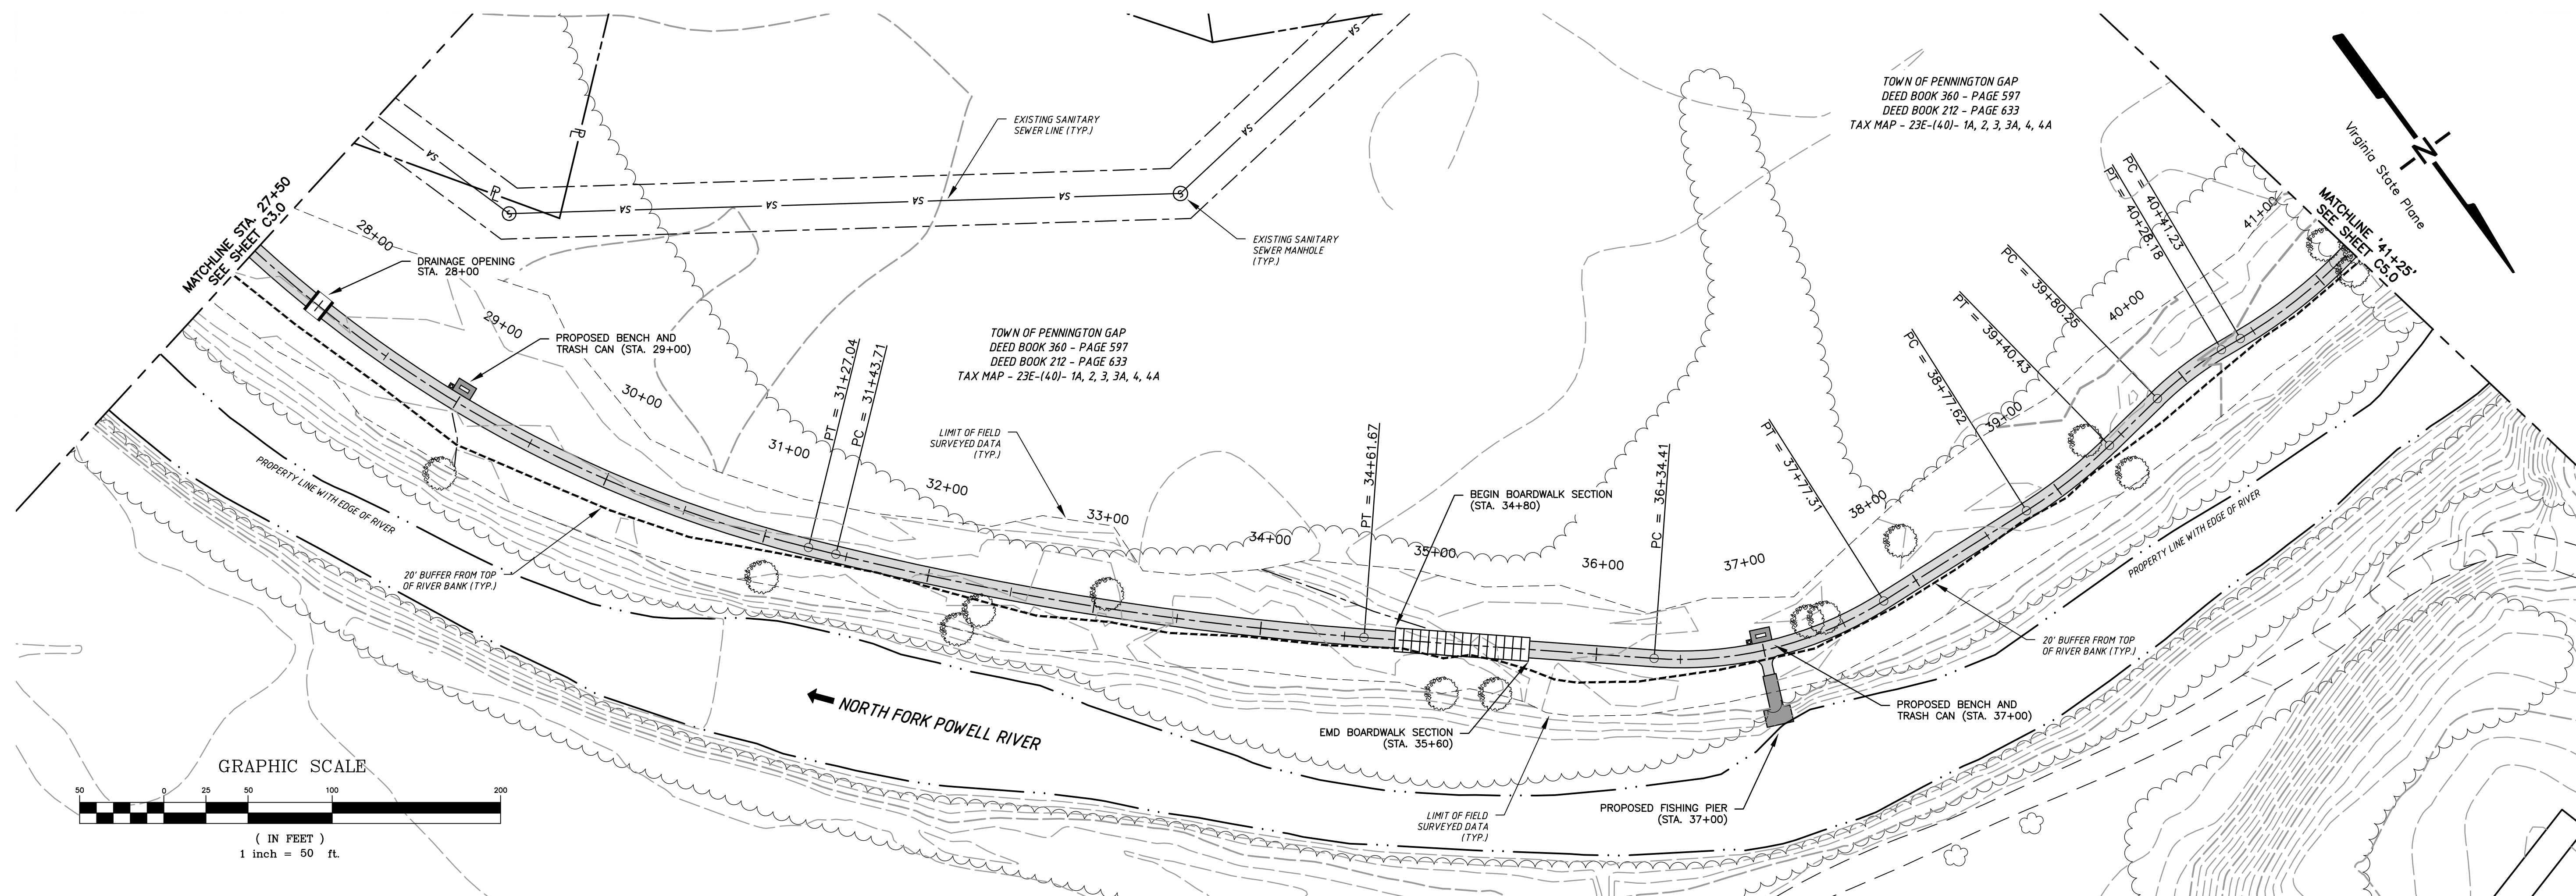 TOWN OF PENNINGTON GAP
DEED BOOK 360 - PAGE 597
DEED BOOK 212 - PAGE 633
TAX MAP - 23E-(40)- 1A, 2, 3, 3A, 4, 4A
N
Virginia State Plane
SA
SA
SA
SA
SA
SA
SA
PL
PL
S
S
EXISTING SANITARY
SEWER LINE (TYP.)
EXISTING SANITARY
SEWER MANHOLE
(TYP.)
MATCHLINE STA. 27+50
SEE SHEET C3.0
MATCHLINE '41+25'
SEE SHEET C5.0
28+00
29+00
30+00
31+00
32+00
33+00
34+00
35+00
36+00
37+00
38+00
39+00
40+00
41+00
DRAINAGE OPENING
STA. 28+00
PROPOSED BENCH AND
TRASH CAN (STA. 29+00)
TOWN OF PENNINGTON GAP
DEED BOOK 360 - PAGE 597
DEED BOOK 212 - PAGE 633
TAX MAP - 23E-(40)- 1A, 2, 3, 3A, 4, 4A
PT = 31+27.04
PC = 31+43.71
PT = 34+61.67
PC = 36+34.41
PT = 37+77.31
PC = 38+77.62
PT = 39+40.43
PC = 39+80.25
PT = 40+28.18
PC = 40+41.23
LIMIT OF FIELD
SURVEYED DATA
(TYP.)
BEGIN BOARDWALK SECTION
(STA. 34+80)
PROPERTY LINE WITH EDGE OF RIVER
PROPERTY LINE WITH EDGE OF RIVER
20' BUFFER FROM TOP
OF RIVER BANK (TYP.)
20' BUFFER FROM TOP
OF RIVER BANK (TYP.)
NORTH FORK POWELL RIVER
EMD BOARDWALK SECTION
(STA. 35+60)
PROPOSED BENCH AND
TRASH CAN (STA. 37+00)
PROPOSED FISHING PIER
(STA. 37+00)
LIMIT OF FIELD
SURVEYED DATA
(TYP.)
GRAPHIC SCALE
50 0 25 50 100 200
( IN FEET )
1 inch = 50 ft.